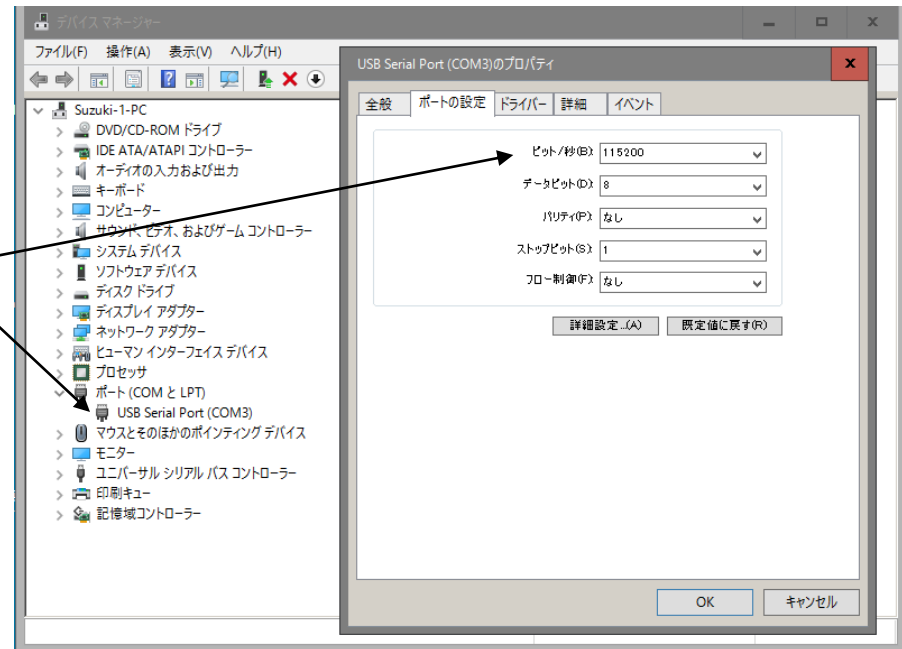 デバイス マネージャー
ファイル(F) 操作(A) 表示(V) ヘルプ(H)
Suzuki-1-PC
DVD/CD-ROM ドライブ
IDE ATA/ATAPI コントローラー
オーディオの入力および出力
キーボード
コンピューター
サウンド、ビデオ、およびゲーム コントローラー
システム デバイス
ソフトウェア デバイス
ディスク ドライブ
ディスプレイ アダプター
ネットワーク アダプター
ヒューマン インターフェイス デバイス
プロセッサ
ポート (COM と LPT)
USB Serial Port (COM3)
マウスとそのほかのポインティング デバイス
モニター
ユニバーサル シリアル バス コントローラー
印刷キュー
記憶域コントローラー
USB Serial Port (COM3)のプロパティ
全般 ポートの設定 ドライバー 詳細 イベント
ビット/秒(B): 115200
データ ビット(D): 8
パリティ(P): なし
ストップ ビット(S): 1
フロー制御(F): なし
詳細設定...(A) 既定値に戻す(R)
OK キャンセル